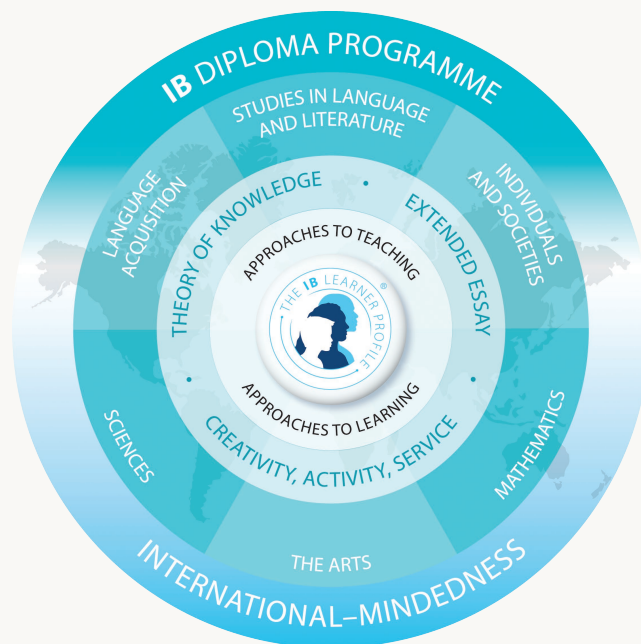 IB DIPLOMA PROGRAMME
STUDIES IN LANGUAGE
AND LITERATURE
LANGUAGE
ACQUISITION
INDIVIDUALS
AND SOCIETIES
THEORY OF KNOWLEDGE
•
EXTENDED ESSAY
APPROACHES TO TEACHING
THE IB LEARNER PROFILE
®
APPROACHES TO LEARNING
•
CREATIVITY, ACTIVITY, SERVICE
•
SCIENCES
MATHEMATICS
THE ARTS
INTERNATIONAL–MINDEDNESS